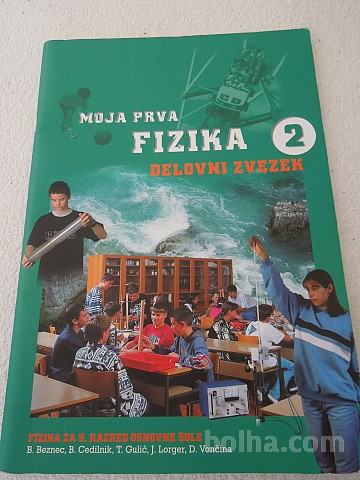 MOJA PRVA
FIZIKA 2
DELOVNI ZVEZEK
FIZIKA ZA 9. RAZRED OSNOVNE ŠOLE
B. Beznec, B. Cedilnik, T. Gulič, J. Lorger, D. Vončina
bolha.com